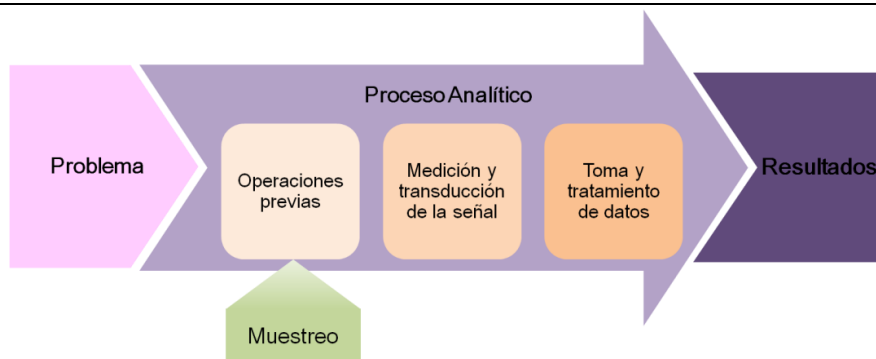 Proceso Analítico
Problema
Operaciones
previas
Medición y
transducción
de la señal
Toma y
tratamiento
de datos
Resultados
Muestreo